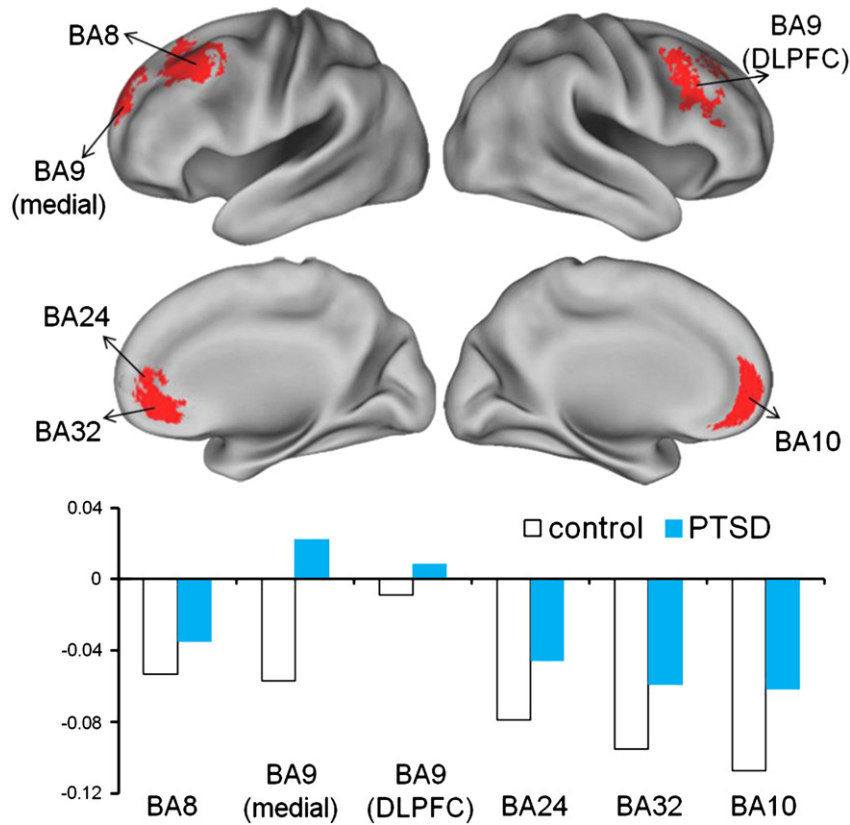 BA8
BA9
(DLPFC)
BA9
(medial)
BA24
BA32
BA10
0.04
control
PTSD
0
-0.04
-0.08
-0.12
BA8
BA9
(medial)
BA9
(DLPFC)
BA24
BA32
BA10